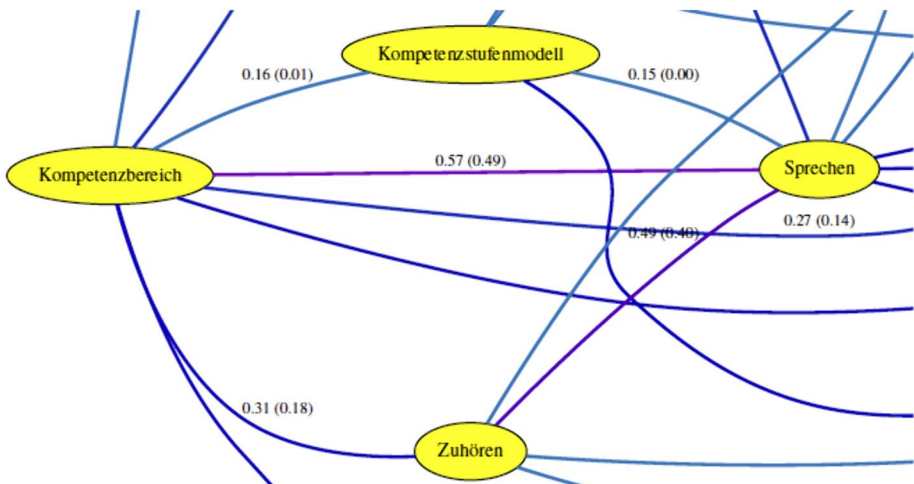 Kompetenzstufenmodell
0.16 (0.01)
0.15 (0.00)
0.57 (0.49)
Kompetenzbereich
Sprechen
0.27 (0.14)
0.49 (0.40)
0.31 (0.18)
Zuhören